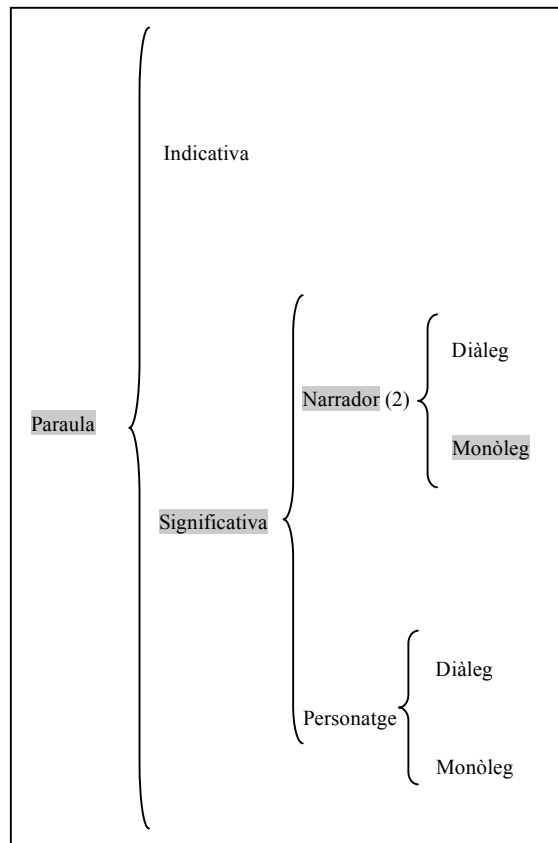 Indicativa
Diàleg
Narrador (2)
Paraula
Monòleg
Significativa
Diàleg
Personatge
Monòleg